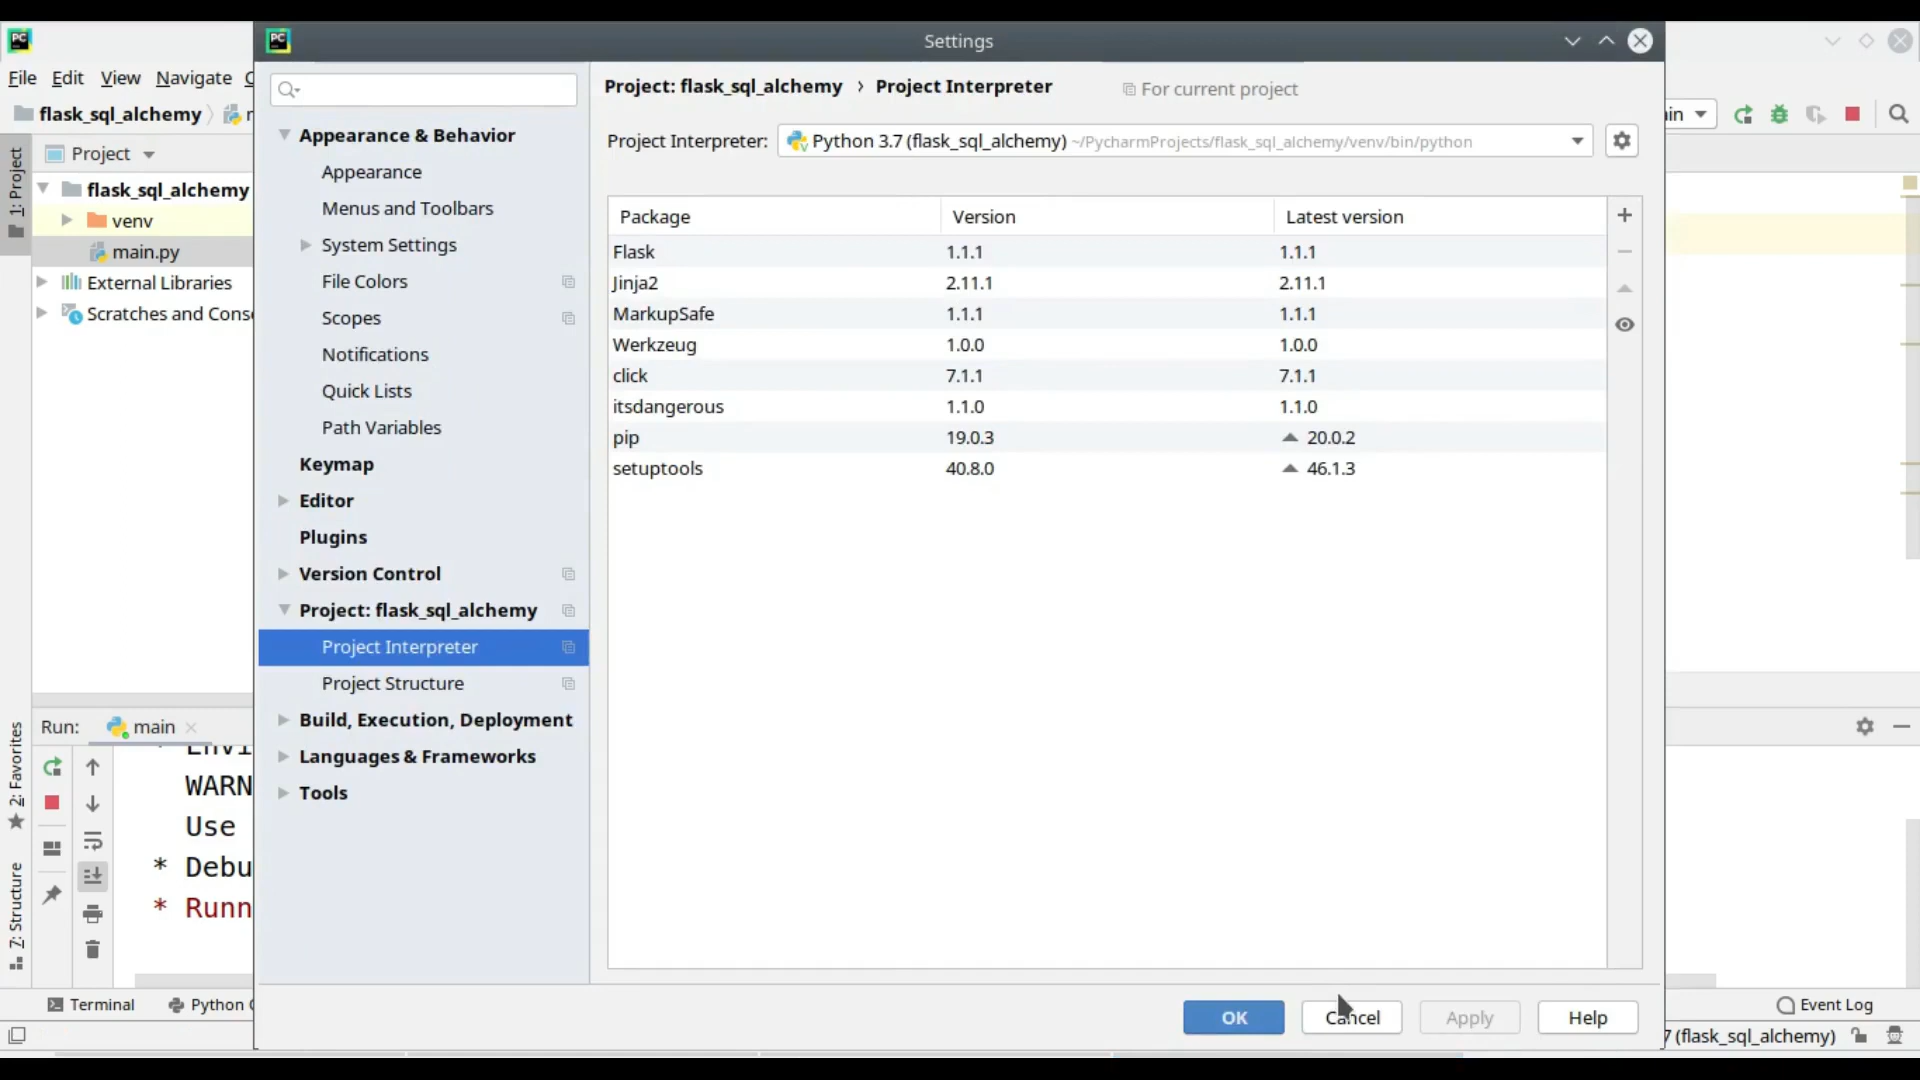 Settings
File Edit View Navigate
flask_sql_alchemy
Project: flask_sql_alchemy › Project Interpreter For current project
Project Interpreter: Python 3.7 (flask_sql_alchemy) ~/PycharmProjects/flask_sql_alchemy/venv/bin/python
1: Project
Project
flask_sql_alchemy
venv
main.py
External Libraries
Scratches and Cons
Appearance & Behavior
Appearance
Menus and Toolbars
System Settings
File Colors
Scopes
Notifications
Quick Lists
Path Variables
Keymap
Editor
Plugins
Version Control
Project: flask_sql_alchemy
Project Interpreter
Project Structure
Build, Execution, Deployment
Languages & Frameworks
Tools
Package Version Latest version
Flask 1.1.1 1.1.1
Jinja2 2.11.1 2.11.1
MarkupSafe 1.1.1 1.1.1
Werkzeug 1.0.0 1.0.0
click 7.1.1 7.1.1
itsdangerous 1.1.0 1.1.0
pip 19.0.3 20.0.2
setuptools 40.8.0 46.1.3
2: Favorites
7: Structure
Run: main
* Envi
WARN
Use
* Debu
* Runn
Terminal Python
OK Cancel Apply Help
Event Log
7 (flask_sql_alchemy)